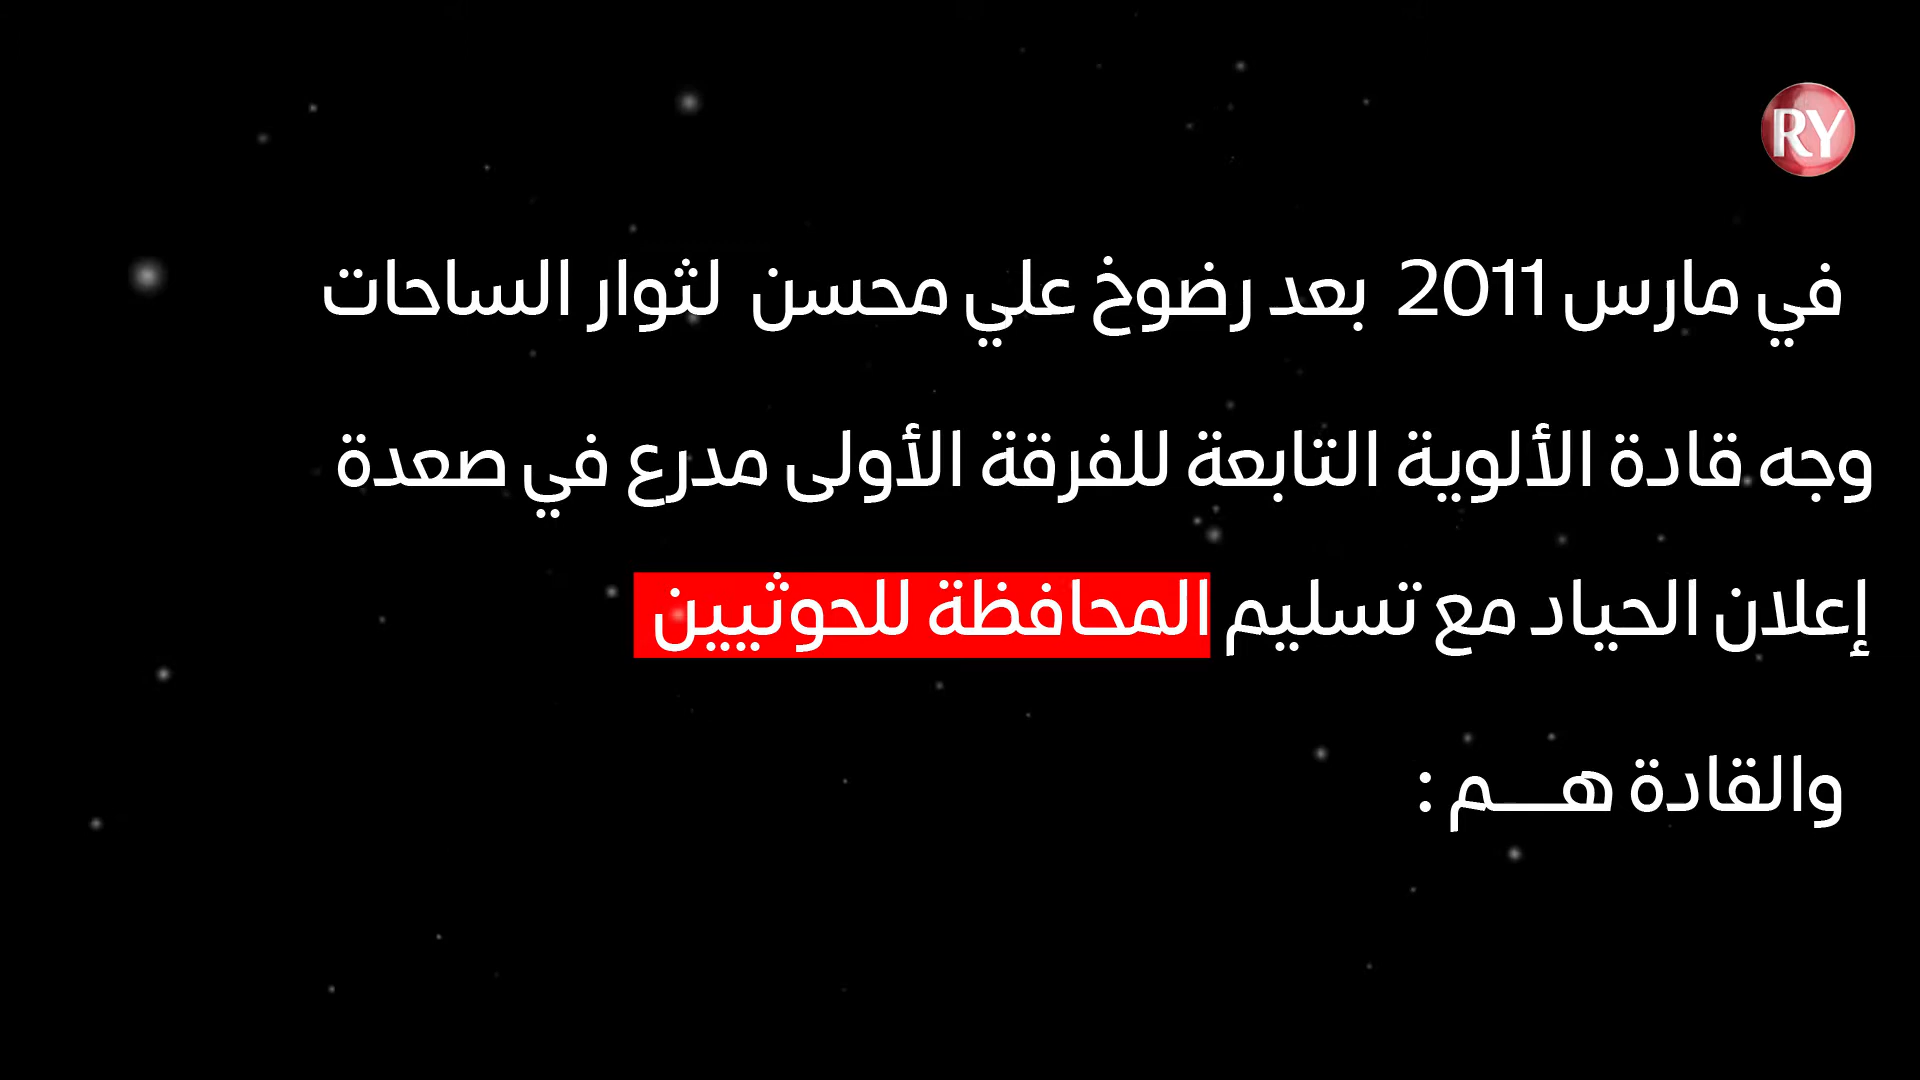 RY
في مارس 2011 بعد رضوخ علي محسن لثوار الساحات
وجه قادة الألوية التابعة للفرقة الأولى مدرع في صعدة
إعلان الحياد مع تسليم المحافظة للحوثيين
والقادة هـــم :